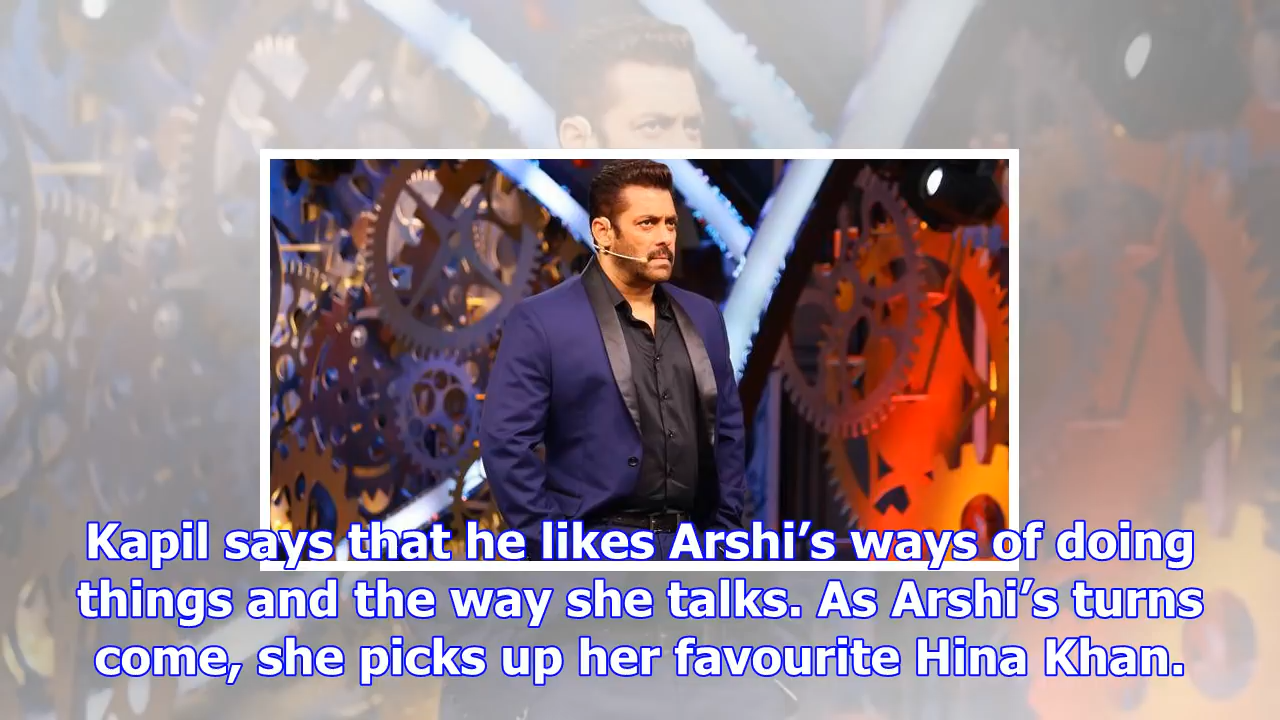 Kapil says that he likes Arshi’s ways of doing
things and the way she talks. As Arshi’s turns
come, she picks up her favourite Hina Khan.